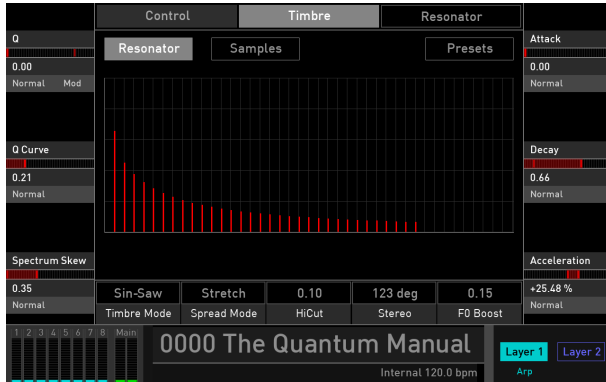 Control Timbre Resonator
Q
0.00
Normal Mod
Q Curve
0.21
Normal
Spectrum Skew
0.35
Normal
Resonator Samples Presets
Attack
0.00
Normal
Decay
0.66
Normal
Acceleration
+25.48 %
Normal
Sin-Saw Stretch 0.10 123 deg 0.15
Timbre Mode Spread Mode HiCut Stereo F0 Boost
1 2 3 4 5 6 7 8 Main
0000 The Quantum Manual
Internal 120.0 bpm
Layer 1 Layer 2
Arp